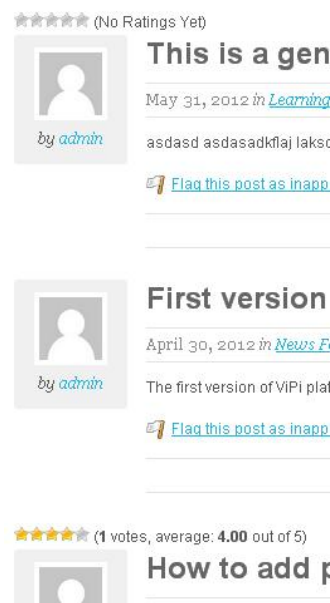 (No Ratings Yet)
This is a gen
May 31, 2012 in Learning
by admin
asdasd asdasadkflaj laksd
Flag this post as inapp
First version
April 30, 2012 in News Fe
by admin
The first version of ViPi plat
Flag this post as inapp
(1 votes, average: 4.00 out of 5)
How to add p